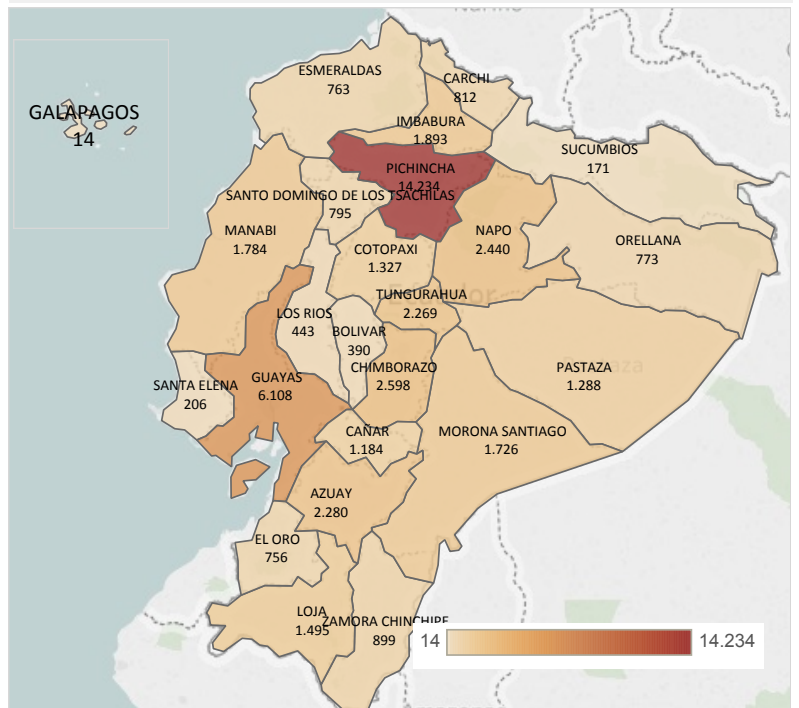 ESMERALDAS
763
CARCHI
812
GALAPAGOS
14
IMBABURA
1.893
SUCUMBIOS
171
PICHINCHA
14.234
SANTO DOMINGO DE LOS TSACHILAS
795
MANABI
1.784
NAPO
2.440
ORELLANA
773
COTOPAXI
1.327
Ecuador
TUNGURAHUA
2.269
LOS RIOS
443
BOLIVAR
390
CHIMBORAZO
2.598
PASTAZA
1.288
SANTA ELENA
206
GUAYAS
6.108
CAÑAR
1.184
MORONA SANTIAGO
1.726
AZUAY
2.280
EL ORO
756
LOJA
1.495
ZAMORA CHINCHIPE
899
14
14.234